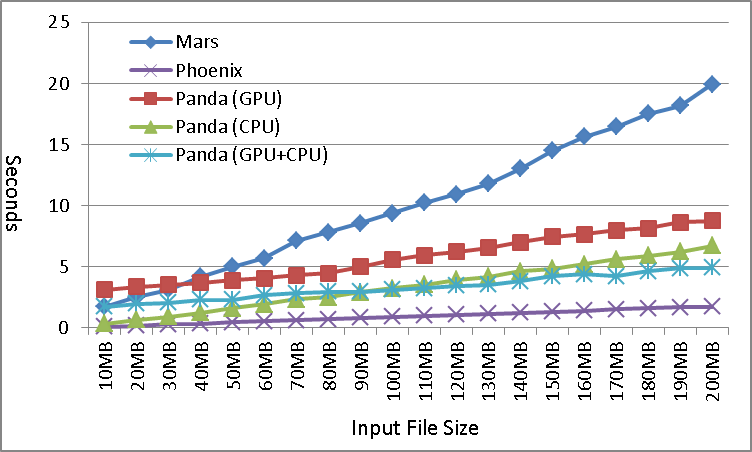 25
20
15
10
5
0
Seconds
Mars
Phoenix
Panda (GPU)
Panda (CPU)
Panda (GPU+CPU)
10MB
20MB
30MB
40MB
50MB
60MB
70MB
80MB
90MB
100MB
110MB
120MB
130MB
140MB
150MB
160MB
170MB
180MB
190MB
200MB
Input File Size